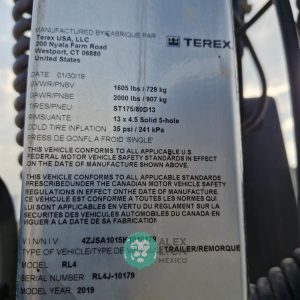 MANUFACTURED BY/FABRIQUE PAR
Terex USA, LLC
200 Nyala Farm Road
Westport, CT 06880
United States
TEREX
DATE 01/30/19
GVWR/PNBV 1605 lbs / 729 kg
GAWR/PNBE 2000 lbs / 907 kg
TIRES/PNEU ST175/80D13
RIMS/JANTE 13 x 4.5 Solid 5-hole
COLD TIRE INFLATION 35 psi / 241 kPa
PRESS DE GONFL A FROID 'SINGLE'
THIS VEHICLE CONFORMS TO ALL APPLICABLE U.S.
FEDERAL MOTOR VEHICLE SAFETY STANDARDS IN EFFECT
ON THE DATE OF MANUFACTURE SHOWN ABOVE.
THIS VEHICLE CONFORMS TO ALL APPLICABLE STANDARDS
PRESCRIBEDUNDER THE CANADIAN MOTOR VEHICLE SAFETY
REGULATIONS IN EFFECT ON THE DATE OF MANUFACTURE
CE VEHICULE EST CONFORME A TOUTES LES NORMES QUI
LUI SONT APPLICABLES EN VERTU DU REGLEMENT SUR LA
SECURITE DES VEHICULES AUTOMOBILES DU CANADA EN
VIGUEUR A LA DATE DE SA FABRICATION
V.I.N/N.I.V
TYPE OF VEHICLE/TYPE TRAILER/REMORQUE
ALEX
MEXICO
MODEL RL4
SERIAL NUMBER RL4J-10179
MODEL YEAR 2019